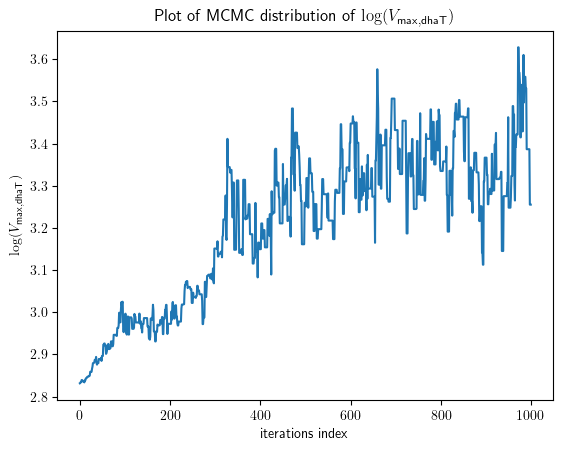 Plot of MCMC distribution of log(V_max,dhaT)
log(V_max,dhaT)
3.6
3.5
3.4
3.3
3.2
3.1
3.0
2.9
2.8
0 200 400 600 800 1000
iterations index